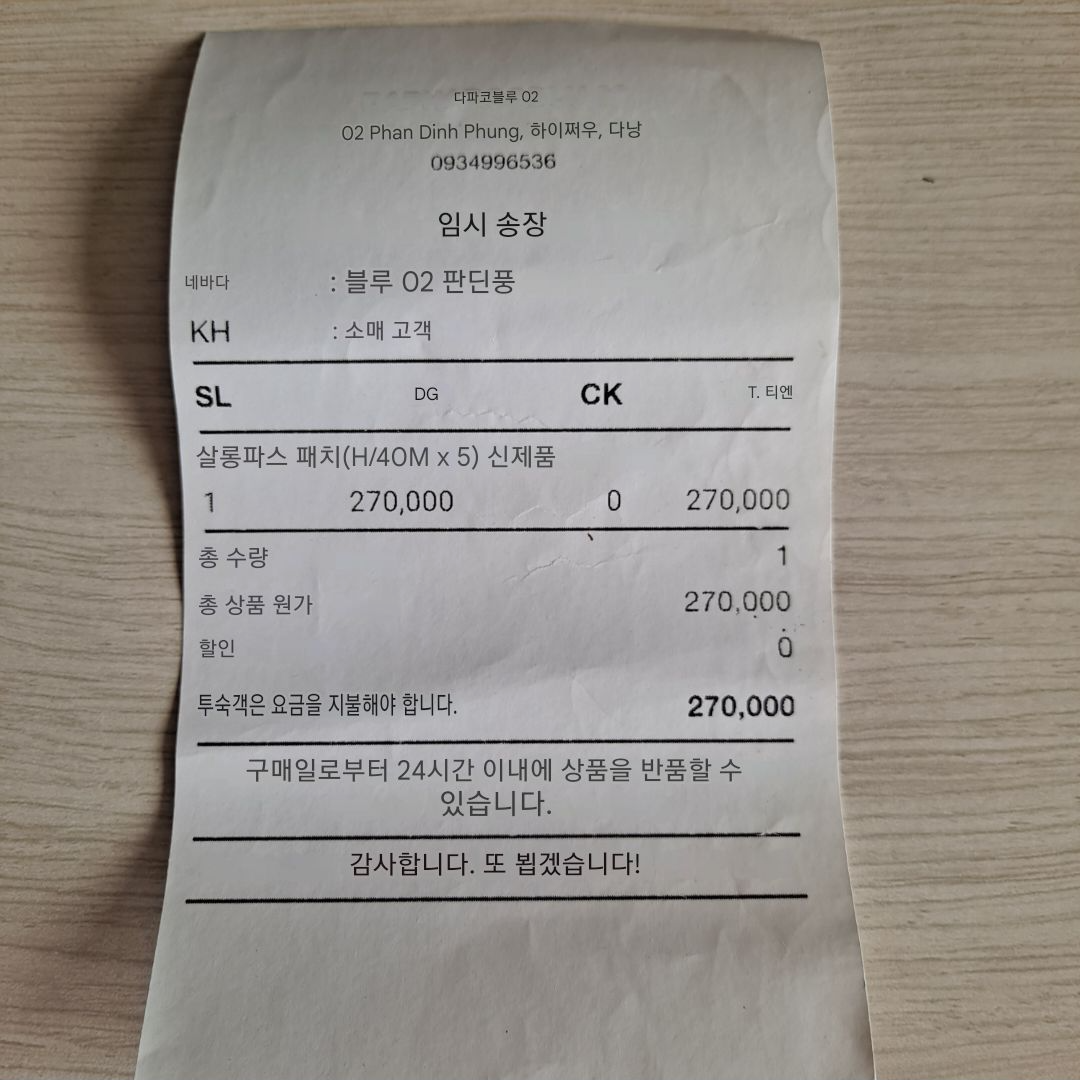 다파코블루 02
02 Phan Dinh Phung, 하이쩌우, 다낭
0934996536
임시 송장
네바다 : 블루 02 판딘풍
KH : 소매 고객
SL DG CK T. 티엔
살롱파스 패치(H/40M x 5) 신제품
1 270,000 0 270,000
총 수량 1
총 상품 원가 270,000
할인 0
투숙객은 요금을 지불해야 합니다. 270,000
구매일로부터 24시간 이내에 상품을 반품할 수
있습니다.
감사합니다. 또 뵙겠습니다!